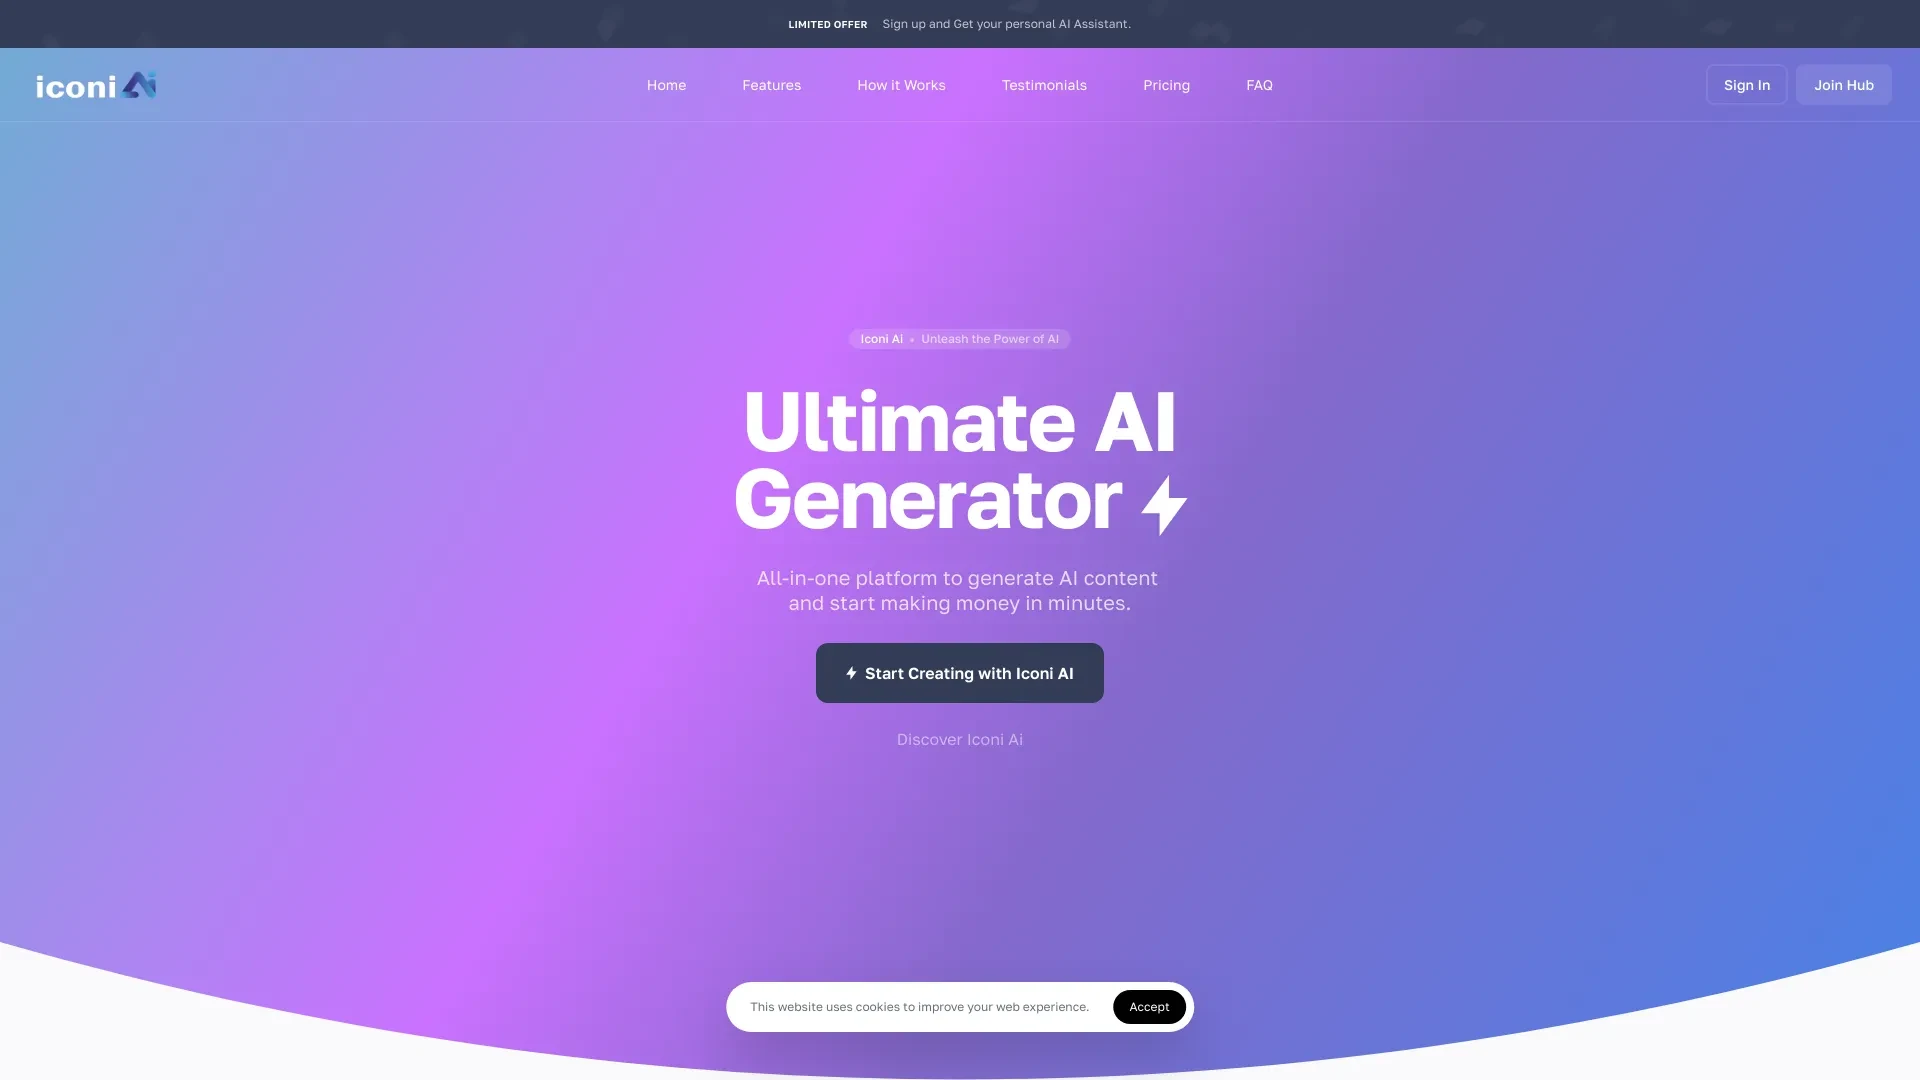 LIMITED OFFER Sign up and Get your personal AI Assistant.
iconi Ai
Home Features How it Works Testimonials Pricing FAQ
Sign In Join Hub
Iconi Ai • Unleash the Power of AI
Ultimate AI
Generator
All-in-one platform to generate AI content
and start making money in minutes.
Start Creating with Iconi AI
Discover Iconi Ai
This website uses cookies to improve your web experience. Accept